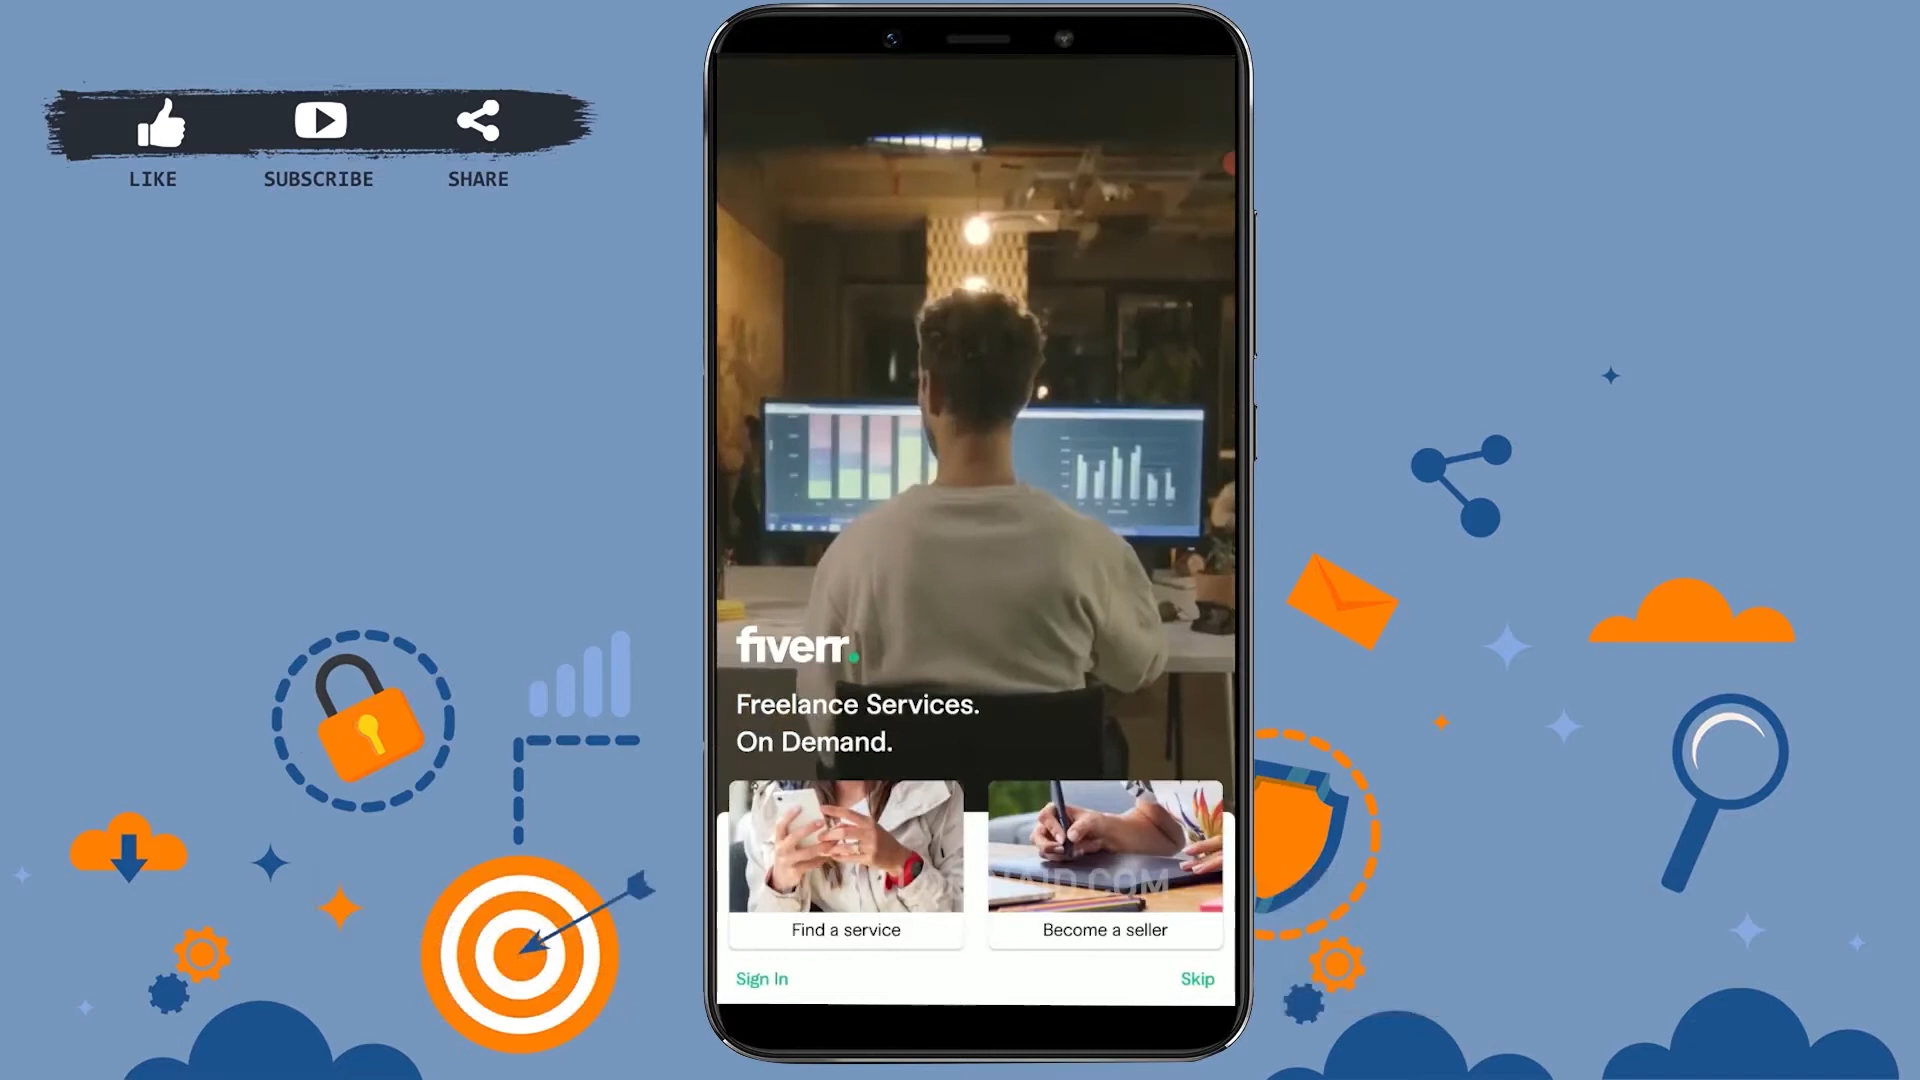 LIKE
SUBSCRIBE
SHARE
fiverr.
Freelance Services.
On Demand.
Find a service
Become a seller
Sign In
Skip